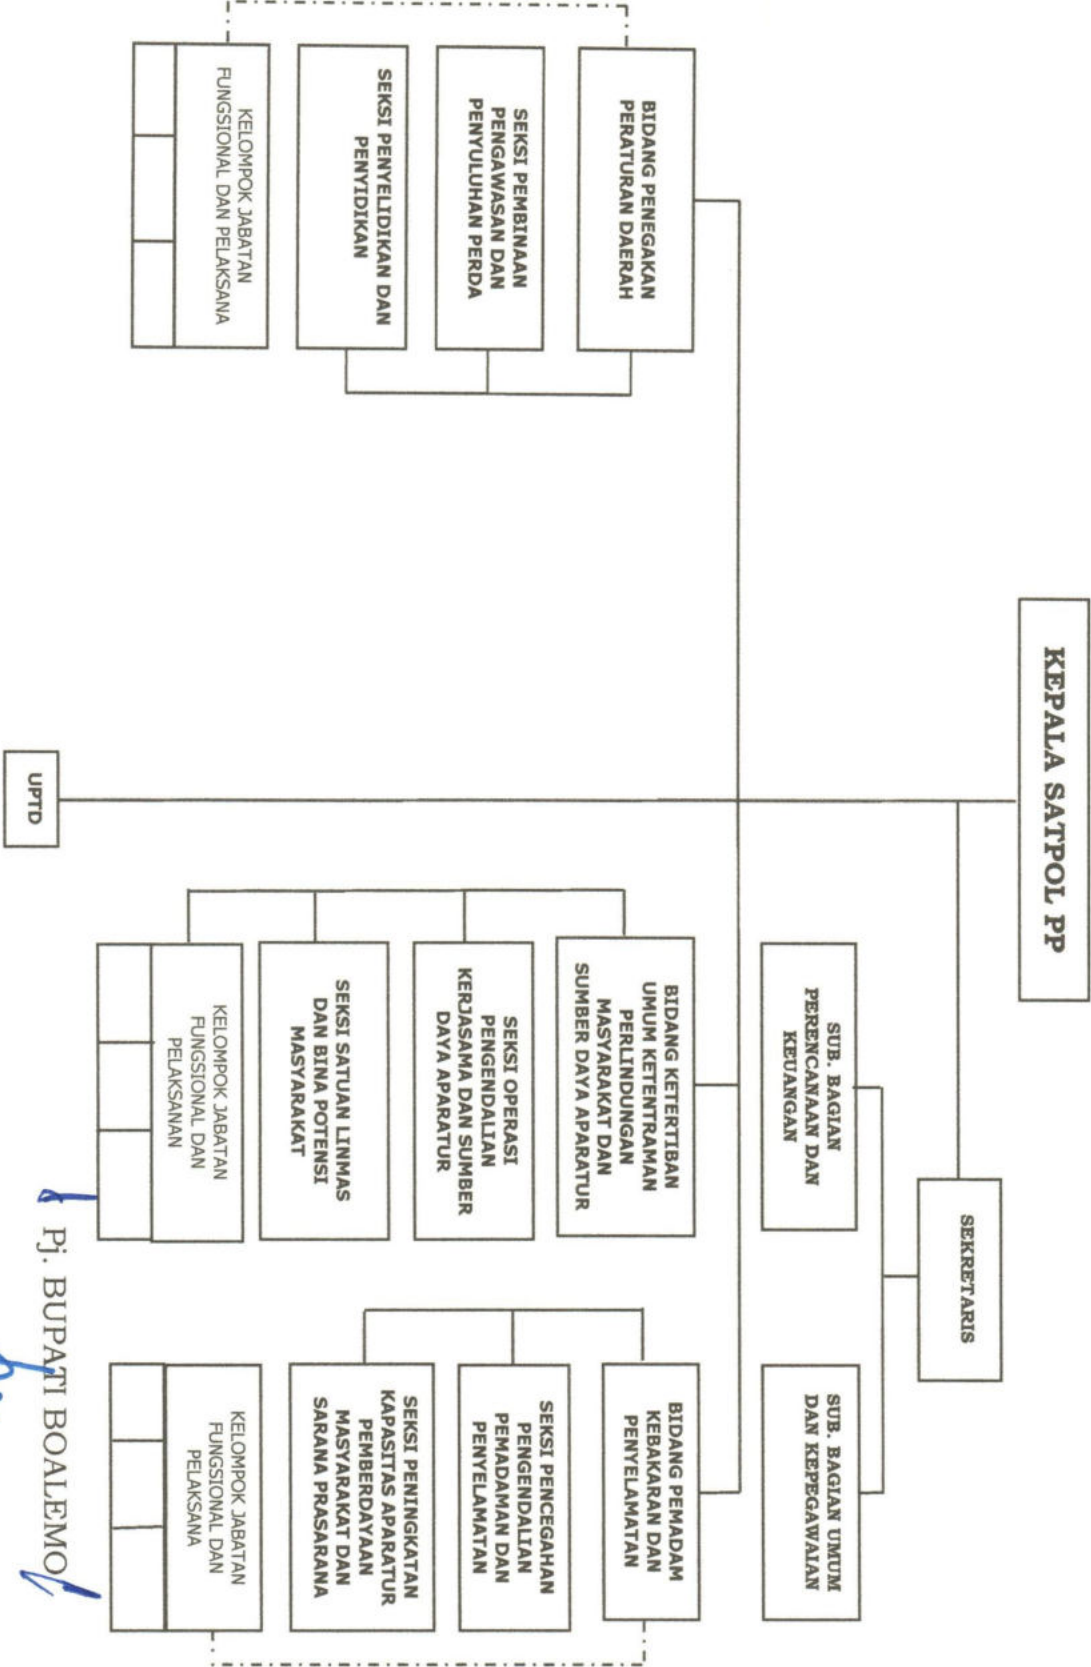 KEPALA SATPOL PP
SEKRETARIS
SUB. BAGIAN
PERENCANAAN DAN
KEUANGAN
SUB. BAGIAN UMUM
DAN KEPEGAWAIAN
BIDANG PENEGAKAN
PERATURAN DAERAH
SEKSI PEMBINAAN
PENGAWASAN DAN
PENYULUHAN PERDA
SEKSI PENYELIDIKAN DAN
PENYIDIKAN
KELOMPOK JABATAN
FUNGSIONAL DAN PELAKSANA
BIDANG KETERTIBAN
UMUM KETENTRAMAN
PERLINDUNGAN
MASYARAKAT DAN
SUMBER DAYA APARATUR
SEKSI OPERASI
PENGENDALIAN
KERJASAMA DAN SUMBER
DAYA APARATUR
SEKSI SATUAN LINMAS
DAN BINA POTENSI
MASYARAKAT
KELOMPOK JABATAN
FUNGSIONAL DAN
PELAKSANAN
BIDANG PEMADAM
KEBAKARAN DAN
PENYELAMATAN
SEKSI PENCEGAHAN
PENGENDALIAN
PEMADAMAN DAN
PENYELAMATAN
SEKSI PENINGKATAN
KAPASITAS APARATUR
PEMBERDAYAAN
MASYARAKAT DAN
SARANA PRASARANA
KELOMPOK JABATAN
FUNGSIONAL DAN
PELAKSANA
UPTD
Pj. BUPATI BOALEMO